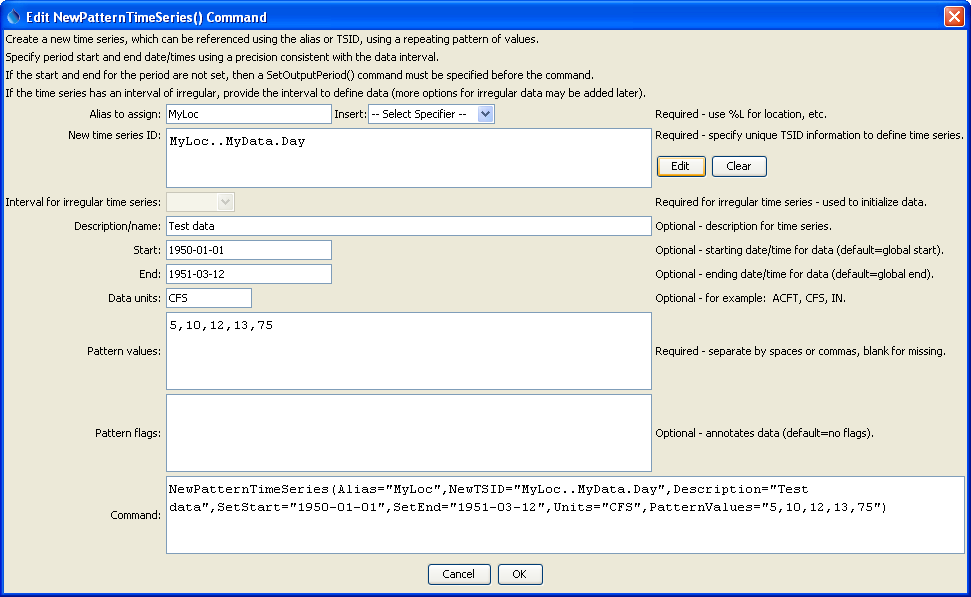 Edit NewPatternTimeSeries() Command
Create a new time series, which can be referenced using the alias or TSID, using a repeating pattern of values.
Specify period start and end date/times using a precision consistent with the data interval.
If the start and end for the period are not set, then a SetOutputPeriod() command must be specified before the command.
If the time series has an interval of irregular, provide the interval to define data (more options for irregular data may be added later).
Alias to assign: MyLoc Insert: -- Select Specifier -- Required - use %L for location, etc.
New time series ID: MyLoc..MyData.Day Required - specify unique TSID information to define time series.
Edit Clear
Interval for irregular time series: Required for irregular time series - used to initialize data.
Description/name: Test data Optional - description for time series.
Start: 1950-01-01 Optional - starting date/time for data (default=global start).
End: 1951-03-12 Optional - ending date/time for data (default=global end).
Data units: CFS Optional - for example: ACFT, CFS, IN.
5,10,12,13,75
Pattern values: Required - separate by spaces or commas, blank for missing.
Pattern flags: Optional - annotates data (default=no flags).
NewPatternTimeSeries(Alias="MyLoc",NewTSID="MyLoc..MyData.Day",Description="Test
data",SetStart="1950-01-01",SetEnd="1951-03-12",Units="CFS",PatternValues="5,10,12,13,75")
Command:
Cancel OK